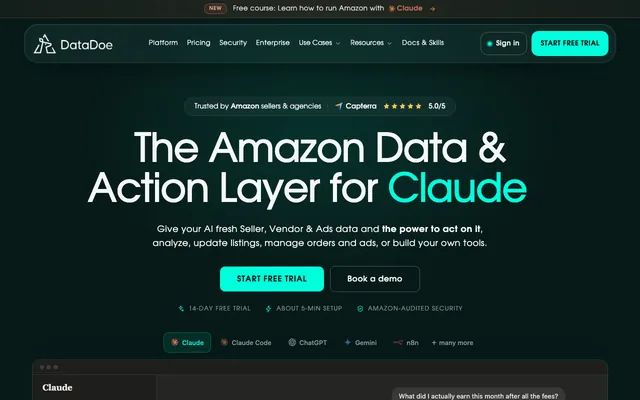 NEW Free course: Learn how to run Amazon with Claude →
DataDoe Platform Pricing Security Enterprise Use Cases Resources Docs & Skills Sign in START FREE TRIAL
Trusted by Amazon sellers & agencies Capterra ★★★★★ 5.0/5
The Amazon Data &
Action Layer for Claude
Give your AI fresh Seller, Vendor & Ads data and the power to act on it,
analyze, update listings, manage orders and ads, or build your own tools.
START FREE TRIAL Book a demo
14-DAY FREE TRIAL ABOUT 5-MIN SETUP AMAZON-AUDITED SECURITY
Claude Claude Code ChatGPT Gemini n8n + many more
Claude
What did I actually earn this month after all the fees?